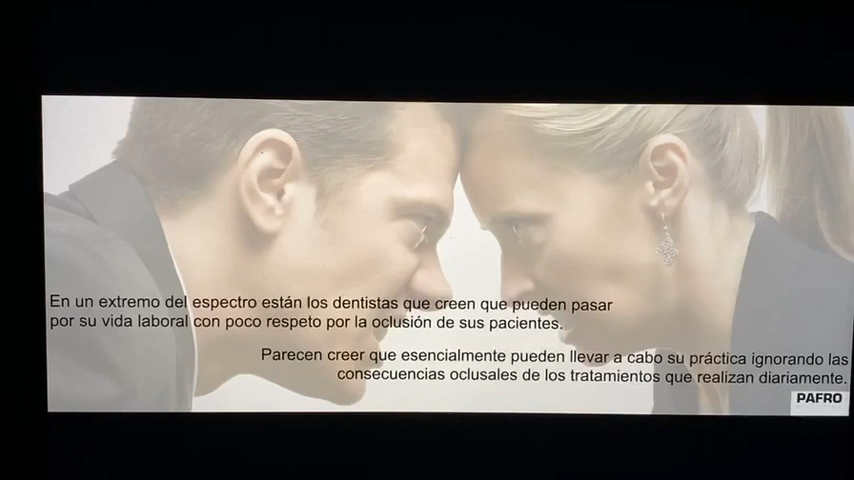 En un extremo del espectro están los dentistas que creen que pueden pasar
por su vida laboral con poco respeto por la oclusión de sus pacientes.
Parecen creer que esencialmente pueden llevar a cabo su práctica ignorando las
consecuencias oclusales de los tratamientos que realizan diariamente.
PAFRO